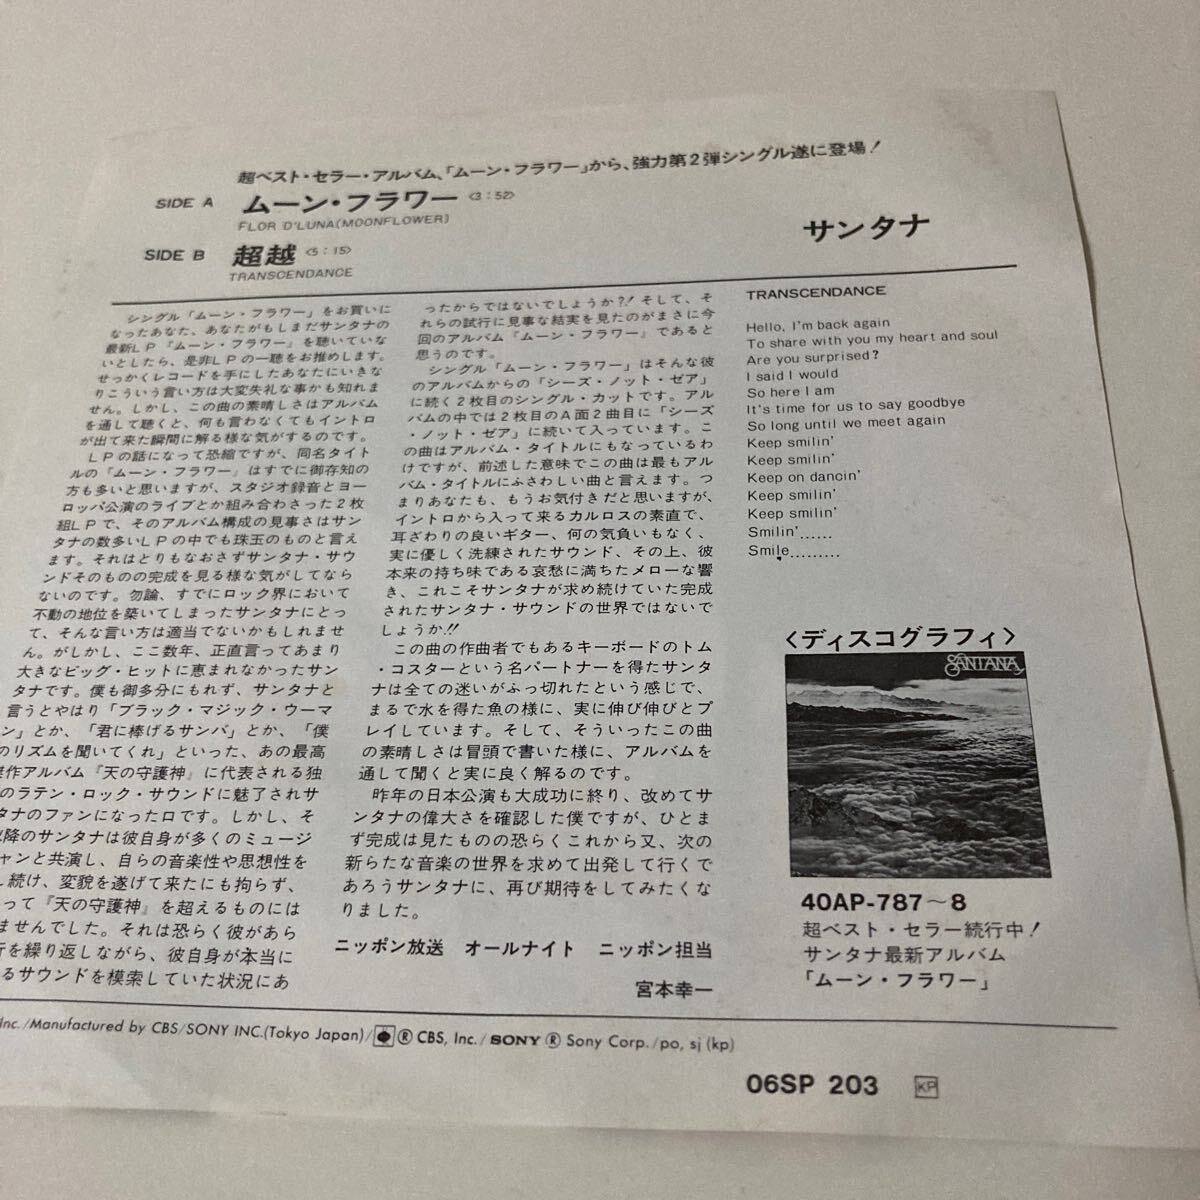 超ベスト・セラー・アルバム、「ムーン・フラワー」から、強力第2弾シングル遂に登場！
SIDE A ムーン・フラワー 〈3：52〉
FLOR D'LUNA(MOONFLOWER)
SIDE B 超越 〈5：15〉
TRANSCENDANCE
サンタナ
シングル「ムーン・フラワー」をお買いに
なったあなた、あなたがもしまだサンタナの
最新LP『ムーン・フラワー』を聴いていな
いとしたら、是非LPの一聴をお推めします。
せっかくレコードを手にしたあなたにいきな
りこういう言い方は大変失礼な事かも知れま
せん。しかし、この曲の素晴しさはアルバム
を通して聴くと、何も言わなくてもイントロ
が出て来た瞬間に解る様な気がするのです。
LPの話になって恐縮ですが、同名タイト
ルの『ムーン・フラワー』はすでに御存知の
方も多いと思いますが、スタジオ録音とヨー
ロッパ公演のライブとか組み合わさった2枚
組LPで、そのアルバム構成の見事さはサン
タナの数多いLPの中でも珠玉のものと言え
ます。それはとりもなおさずサンタナ・サウ
ンドそのものの完成を見る様な気がしてなら
ないのです。勿論、すでにロック界において
不動の地位を築いてしまったサンタナにとっ
て、そんな言い方は適当でないかもしれませ
ん。がしかし、ここ数年、正直言ってあまり
大きなビッグ・ヒットに恵まれなかったサン
タナです。僕も御多分にもれず、サンタナと
言うとやはり「ブラック・マジック・ウーマ
ン」とか、「君に捧げるサンバ」とか、「僕
のリズムを聞いてくれ」といった、あの最高
傑作アルバム『天の守護神』に代表される独
のラテン・ロック・サウンドに魅了されサ
タナのファンになった口です。しかし、そ
以降のサンタナは彼自身が多くのミュージ
シャンと共演し、自らの音楽性や思想性を
し続け、変貌を遂げて来たにも拘らず、
って『天の守護神』を超えるものには
ませんでした。それは恐らく彼があら
行を繰り返しながら、彼自身が本当に
るサウンドを模索していた状況にあ
ったからではないでしょうか？！そして、そ
れらの試行に見事な結実を見たのがまさに今
回のアルバム『ムーン・フラワー』であると
思うのです。
シングル「ムーン・フラワー」はそんな彼
のアルバムからの「シーズ・ノット・ゼア」
に続く2枚目のシングル・カットです。アル
バムの中では2枚目のA面2曲目に「シーズ
・ノット・ゼア」に続いて入っています。こ
の曲はアルバム・タイトルにもなっているわ
けですが、前述した意味でこの曲は最もアル
バム・タイトルにふさわしい曲と言えます。つ
まりあなたも、もうお気付きだと思いますが、
イントロから入って来るカルロスの素直で、
耳ざわりの良いギター、何の気負いもなく、
実に優しく洗練されたサウンド、その上、彼
本来の持ち味である哀愁に満ちたメローな響
き、これこそサンタナが求め続けていた完成
されたサンタナ・サウンドの世界ではないで
しょうか！！
この曲の作曲者でもあるキーボードのトム
・コスターという名パートナーを得たサンタ
ナは全ての迷いがふっ切れたという感じで、
まるで水を得た魚の様に、実に伸び伸びとプ
レイしています。そして、そういったこの曲
の素晴しさは冒頭で書いた様に、アルバムを
通して聞くと実に良く解るのです。
昨年の日本公演も大成功に終り、改めてサ
ンタナの偉大さを確認した僕ですが、ひとま
ず完成は見たものの恐らくこれから又、次の
新らたな音楽の世界を求めて出発して行くで
あろうサンタナに、再び期待をしてみたくな
りました。
ニッポン放送 オールナイト ニッポン担当
宮本幸一
TRANSCENDANCE
Hello, I'm back again
To share with you my heart and soul
Are you surprised?
I said I would
So here I am
It's time for us to say goodbye
So long until we meet again
Keep smilin'
Keep smilin'
Keep on dancin'
Keep smilin'
Keep smilin'
Smilin'......
Smile.........
〈ディスコグラフィ〉
SANTANA
40AP-787～8
超ベスト・セラー続行中！
サンタナ最新アルバム
「ムーン・フラワー」
Inc./Manufactured by CBS/SONY INC.(Tokyo Japan)/ ® CBS, Inc./ SONY ® Sony Corp./po, sj (kp)
06SP 203 KP